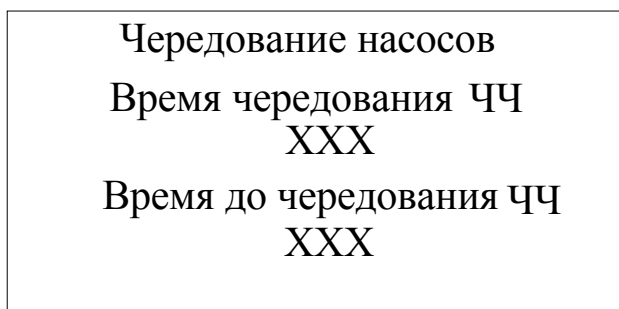 Чередование насосов
Время чередования ЧЧ
XXX
Время до чередования ЧЧ
XXX